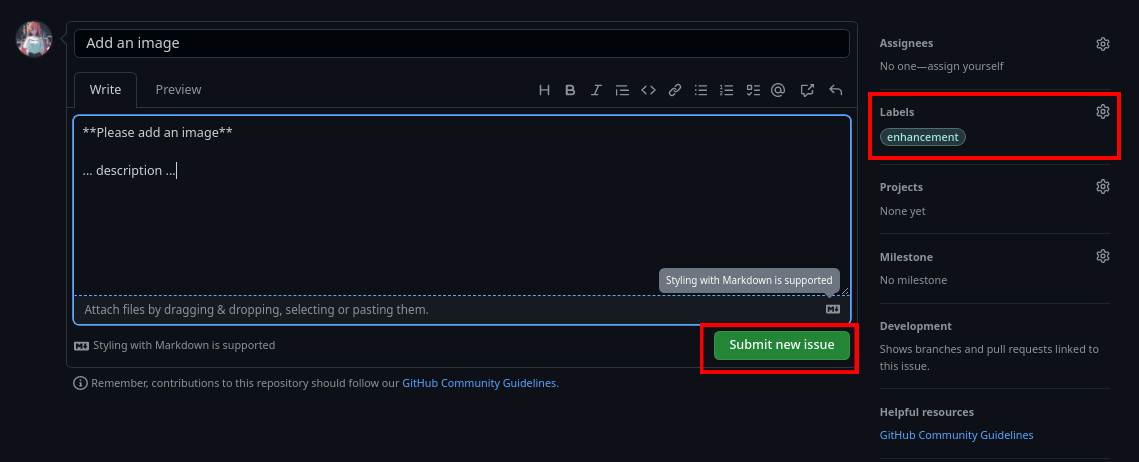 Add an image
Write
Preview
**Please add an image**
... description ...
Styling with Markdown is supported
Attach files by dragging & dropping, selecting or pasting them.
Styling with Markdown is supported
Submit new issue
Remember, contributions to this repository should follow our GitHub Community Guidelines.
Assignees
No one—assign yourself
Labels
enhancement
Projects
None yet
Milestone
No milestone
Development
Shows branches and pull requests linked to
this issue.
Helpful resources
GitHub Community Guidelines